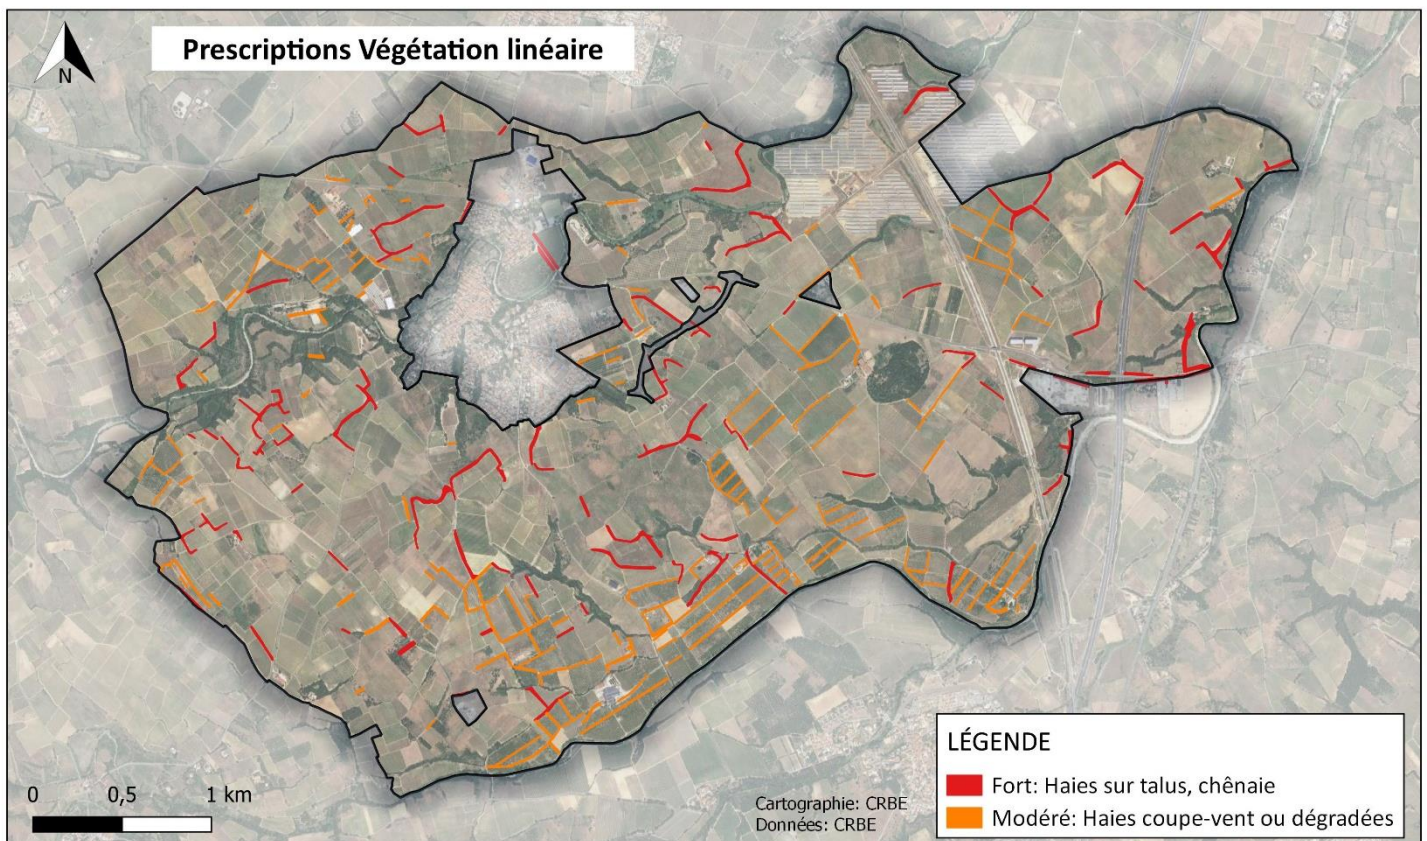 Prescriptions Végétation linéaire
N
0 0,5 1 km
Cartographie: CRBE
Données: CRBE
LÉGENDE
Fort: Haies sur talus, chênaie
Modéré: Haies coupe-vent ou dégradées